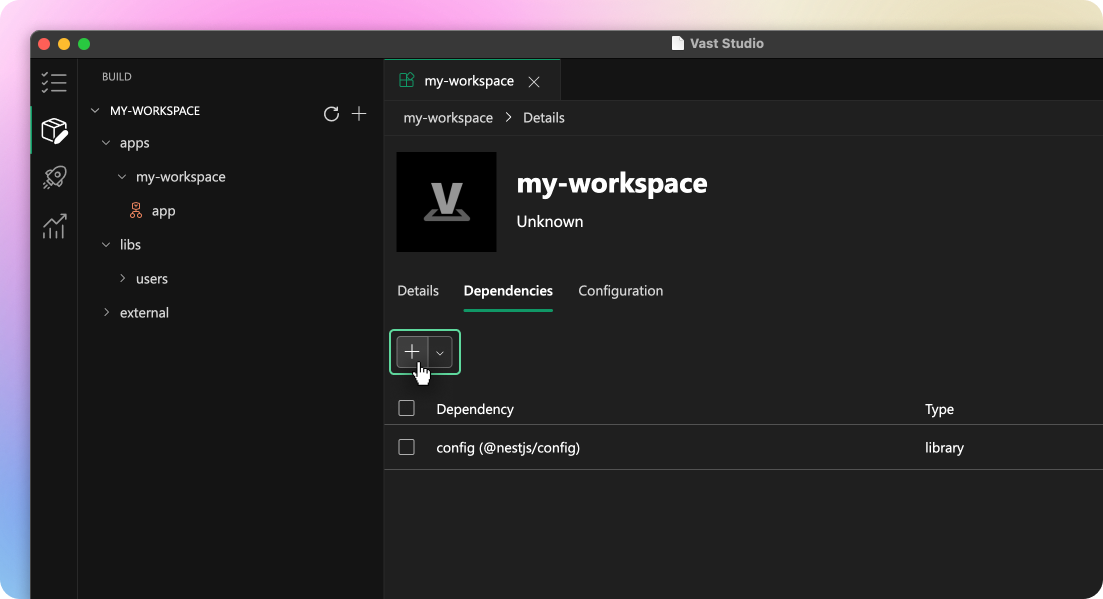 Vast Studio
BUILD
MY-WORKSPACE
apps
my-workspace
app
libs
users
external
my-workspace
my-workspace > Details
V
my-workspace
Unknown
Details Dependencies Configuration
Dependency Type
config (@nestjs/config) library